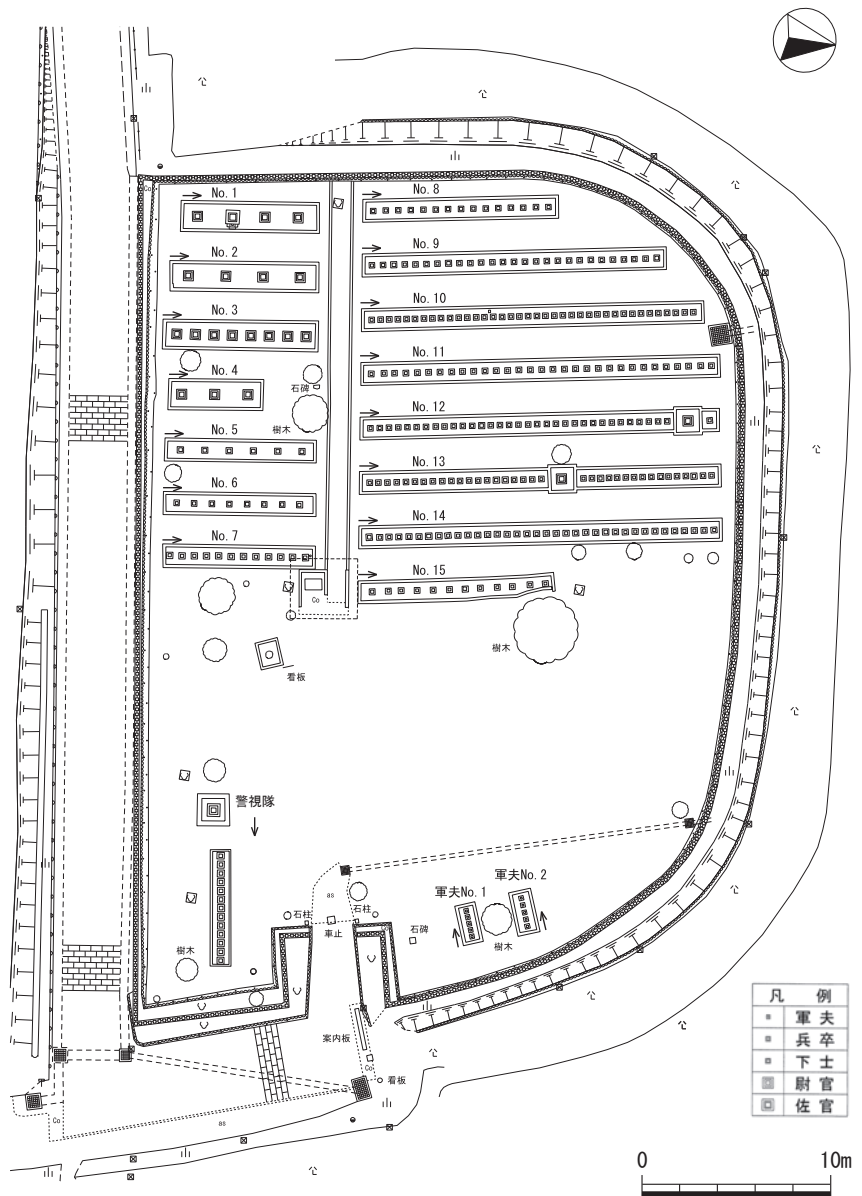 Co
No. 1
No. 8
No. 2
No. 9
No. 3
No. 10
No. 4
No. 11
石碑
樹木
No. 5
No. 12
No. 6
No. 13
No. 7
No. 14
No. 15
Co
樹木
看板
警視隊
as
軍夫No. 1
軍夫No. 2
石柱
石柱
車止
石碑
樹木
樹木
案内板
Co
看板
Co
as
凡 例
軍 夫
兵 卒
下 士
尉 官
佐 官
0 10m